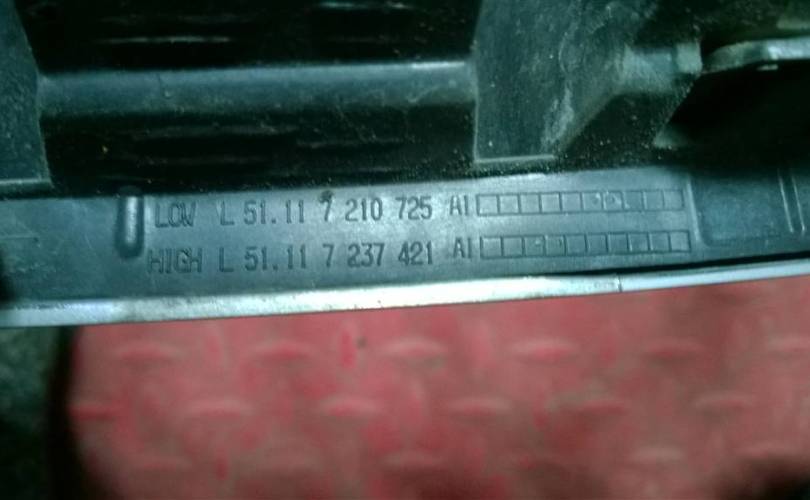 LOW L 51.11 7 210 725 AI
HIGH L 51.11 7 237 421 AI